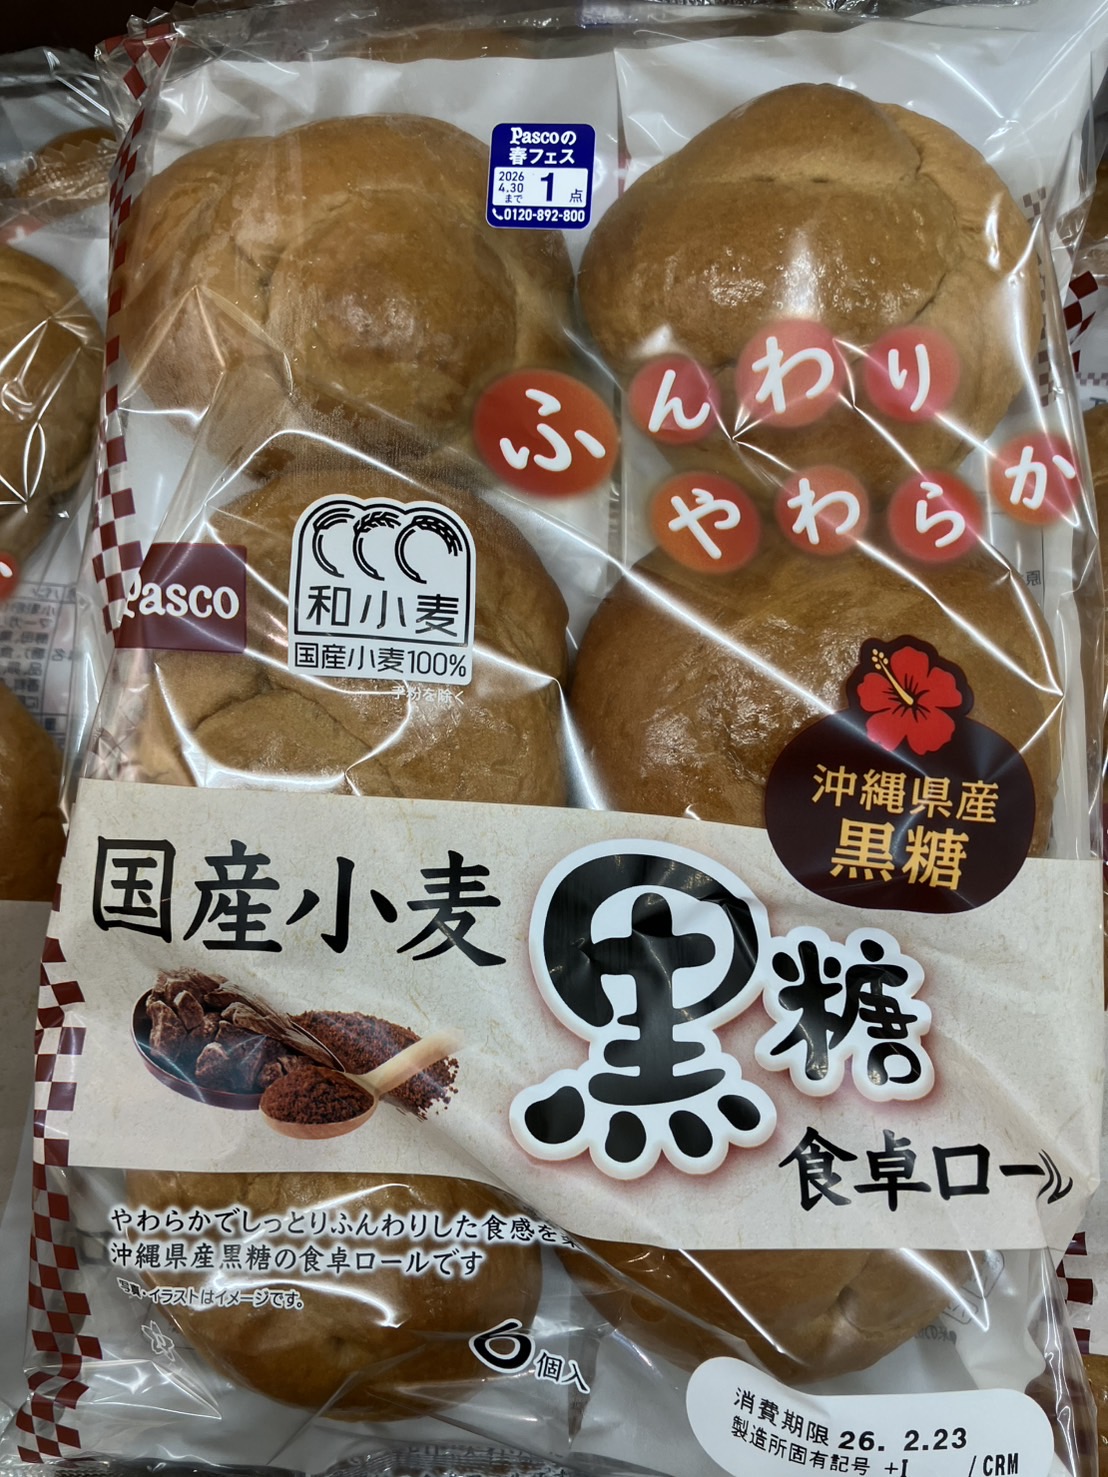 Pascoの
春フェス
2026
4.30
まで
1点
0120-892-800
ふんわり
やわらか
Pasco
和小麦
国産小麦100%
手粉を除く
沖縄県産
黒糖
国産小麦
黒糖
食卓ロール
やわらかでしっとりふんわりした食感を
沖縄県産黒糖の食卓ロールです
写真・イラストはイメージです。
6個入
消費期限 26. 2.23
製造所固有記号 +I /CRM